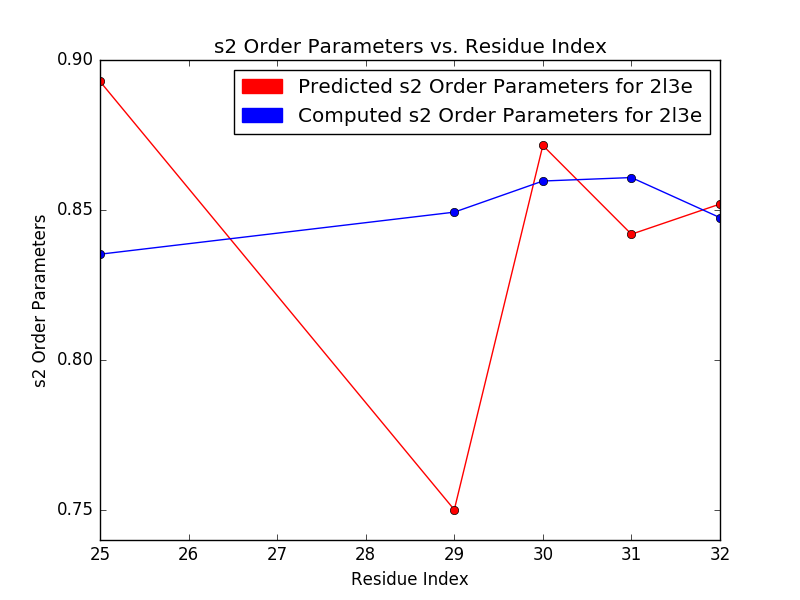 s2 Order Parameters vs. Residue Index
Predicted s2 Order Parameters for 2l3e
Computed s2 Order Parameters for 2l3e
0.90
0.85
0.80
0.75
s2 Order Parameters
25 26 27 28 29 30 31 32
Residue Index